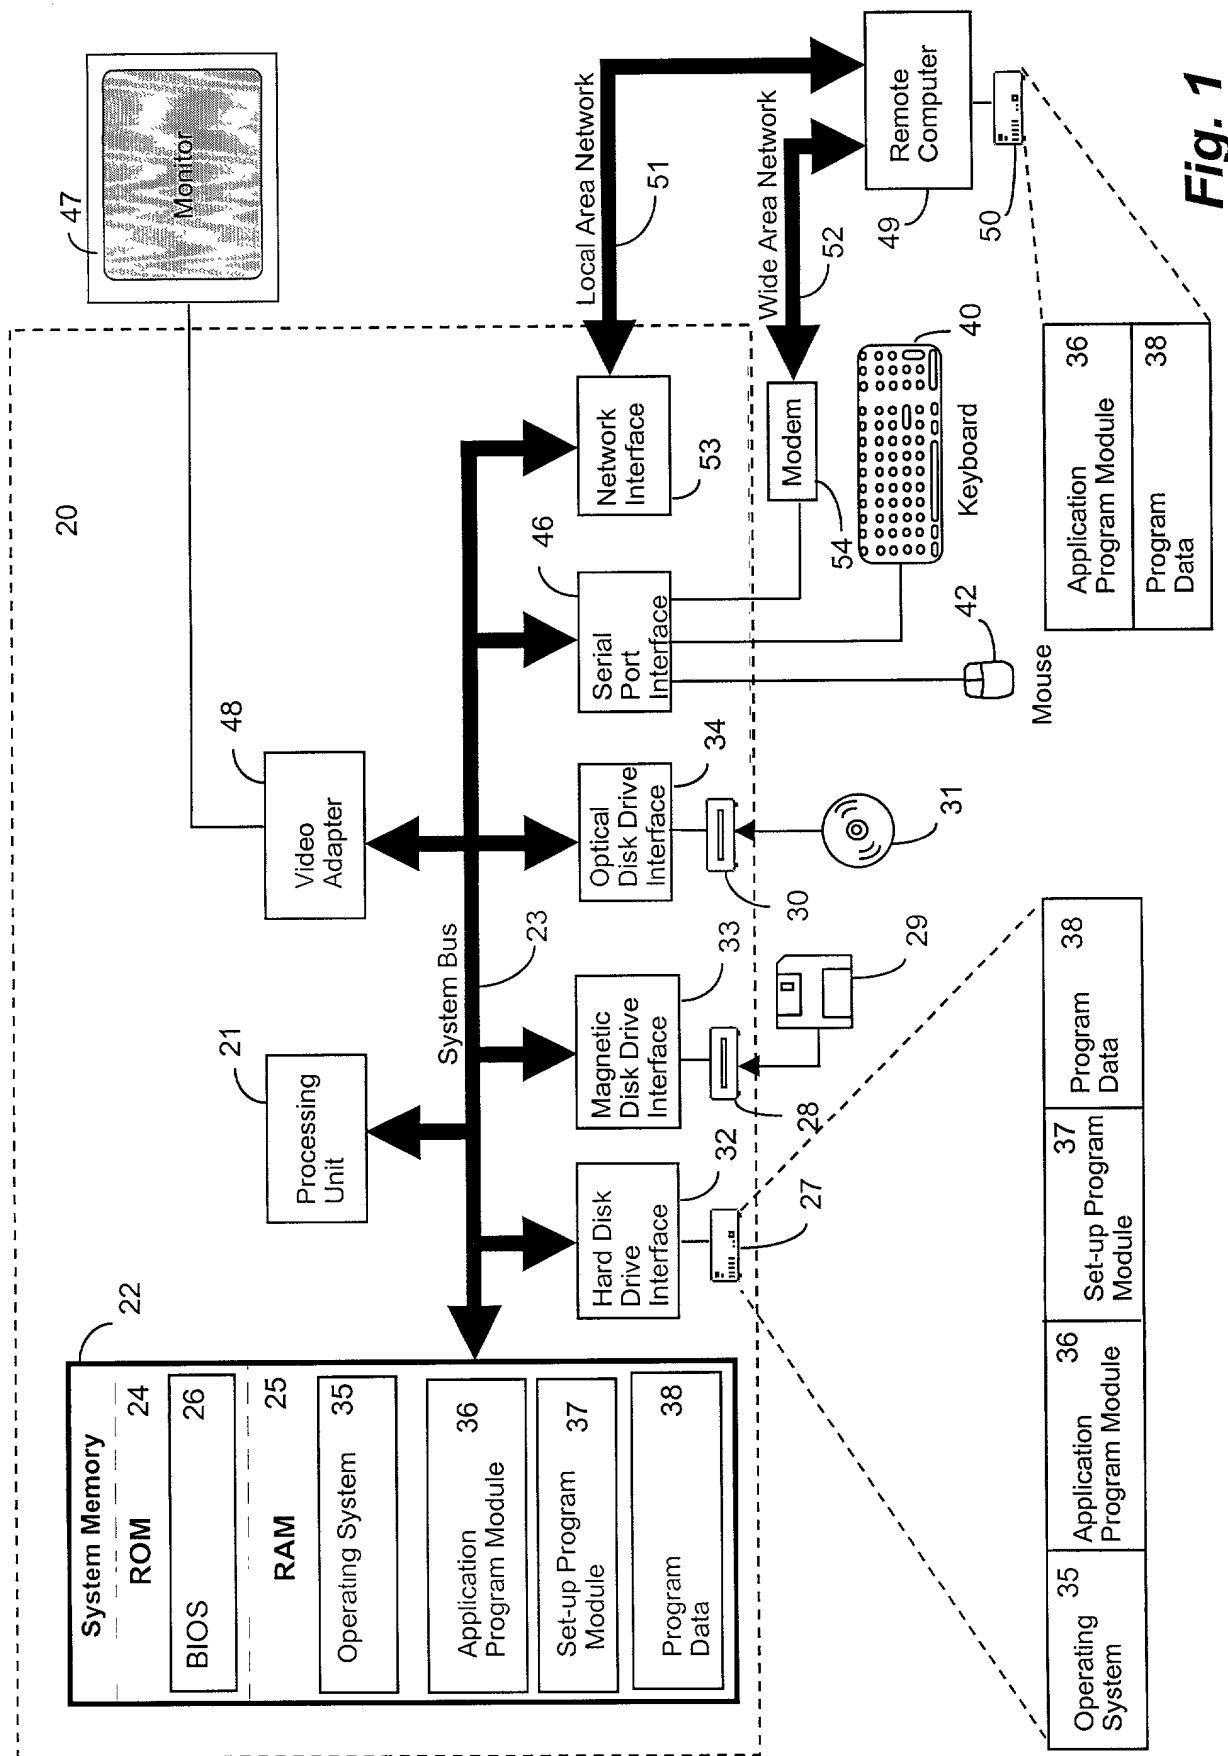 System Memory
ROM 24
BIOS 26
RAM 25
Operating System 35
Application
Program Module 36
Set-up Program
Module 37
Program
Data 38
22
Processing
Unit
21
Video
Adapter
48
20
47
Monitor
System Bus
23
Hard Disk
Drive
Interface
32
27
Magnetic
Disk Drive
Interface
33
28
29
Optical
Disk Drive
Interface
34
30
31
Serial
Port
Interface
46
Network
Interface
53
Local Area Network
51
Modem
54
Wide Area Network
52
Keyboard
40
Mouse
42
Remote
Computer
49
50
Operating
System 35
Application
Program Module 36
Set-up Program
Module 37
Program
Data 38
Application
Program Module 36
Program
Data 38
Fig. 1